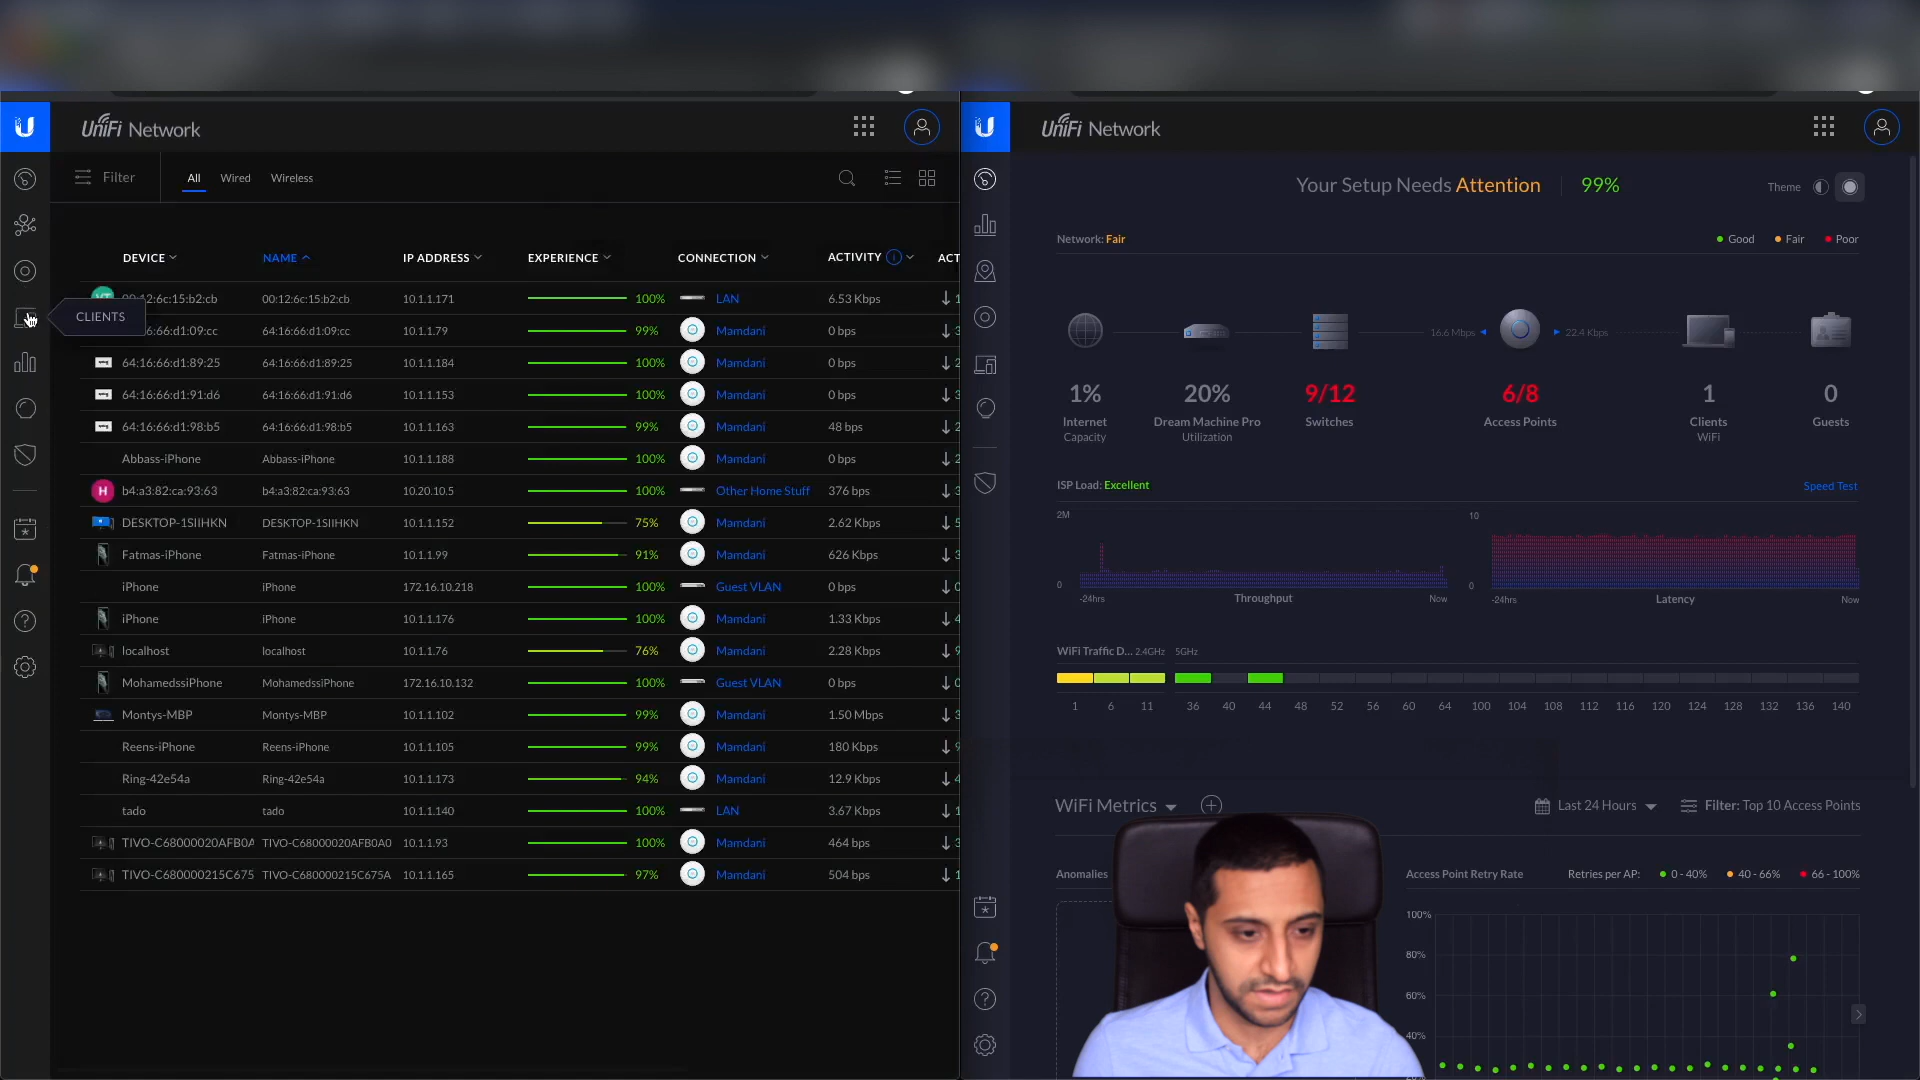 UniFi Network
Filter All Wired Wireless
DEVICE NAME IP ADDRESS EXPERIENCE CONNECTION ACTIVITY ACT
00:12:6c:15:b2:cb 00:12:6c:15:b2:cb 10.1.1.171 100% LAN 6.53 Kbps
CLIENTS
:66:d1:09:cc 64:16:66:d1:09:cc 10.1.1.79 99% Mamdani 0 bps
64:16:66:d1:89:25 64:16:66:d1:89:25 10.1.1.184 100% Mamdani 0 bps
64:16:66:d1:91:d6 64:16:66:d1:91:d6 10.1.1.153 100% Mamdani 0 bps
64:16:66:d1:98:b5 64:16:66:d1:98:b5 10.1.1.163 99% Mamdani 48 bps
Abbass-iPhone Abbass-iPhone 10.1.1.188 100% Mamdani 0 bps
H b4:a3:82:ca:93:63 b4:a3:82:ca:93:63 10.20.10.5 100% Other Home Stuff 376 bps
DESKTOP-1SIIHKN DESKTOP-1SIIHKN 10.1.1.152 75% Mamdani 2.62 Kbps
Fatmas-iPhone Fatmas-iPhone 10.1.1.99 91% Mamdani 626 Kbps
iPhone iPhone 172.16.10.218 100% Guest VLAN 0 bps
iPhone iPhone 10.1.1.176 100% Mamdani 1.33 Kbps
localhost localhost 10.1.1.76 76% Mamdani 2.28 Kbps
MohamedssiPhone MohamedssiPhone 172.16.10.132 100% Guest VLAN 0 bps
Montys-MBP Montys-MBP 10.1.1.102 99% Mamdani 1.50 Mbps
Reens-iPhone Reens-iPhone 10.1.1.105 99% Mamdani 180 Kbps
Ring-42e54a Ring-42e54a 10.1.1.173 94% Mamdani 12.9 Kbps
tado tado 10.1.1.140 100% LAN 3.67 Kbps
TIVO-C68000020AFB0A TIVO-C68000020AFB0A0 10.1.1.93 100% Mamdani 464 bps
TIVO-C680000215C675 TIVO-C680000215C675A 10.1.1.165 97% Mamdani 504 bps
UniFi Network
Your Setup Needs Attention 99% Theme
Network: Fair Good Fair Poor
16.6 Mbps 22.4 Kbps
1% 20% 9/12 6/8 1 0
Internet Dream Machine Pro Switches Access Points Clients Guests
Capacity Utilization WiFi
ISP Load: Excellent Speed Test
2M 10
0 0
-24hrs Throughput Now -24hrs Latency Now
WiFi Traffic D... 2.4GHz 5GHz
1 6 11 36 40 44 48 52 56 60 64 100 104 108 112 116 120 124 128 132 136 140
WiFi Metrics Last 24 Hours Filter: Top 10 Access Points
Anomalies Access Point Retry Rate Retries per AP: 0 - 40% 40 - 66% 66 - 100%
100%
80%
60%
40%